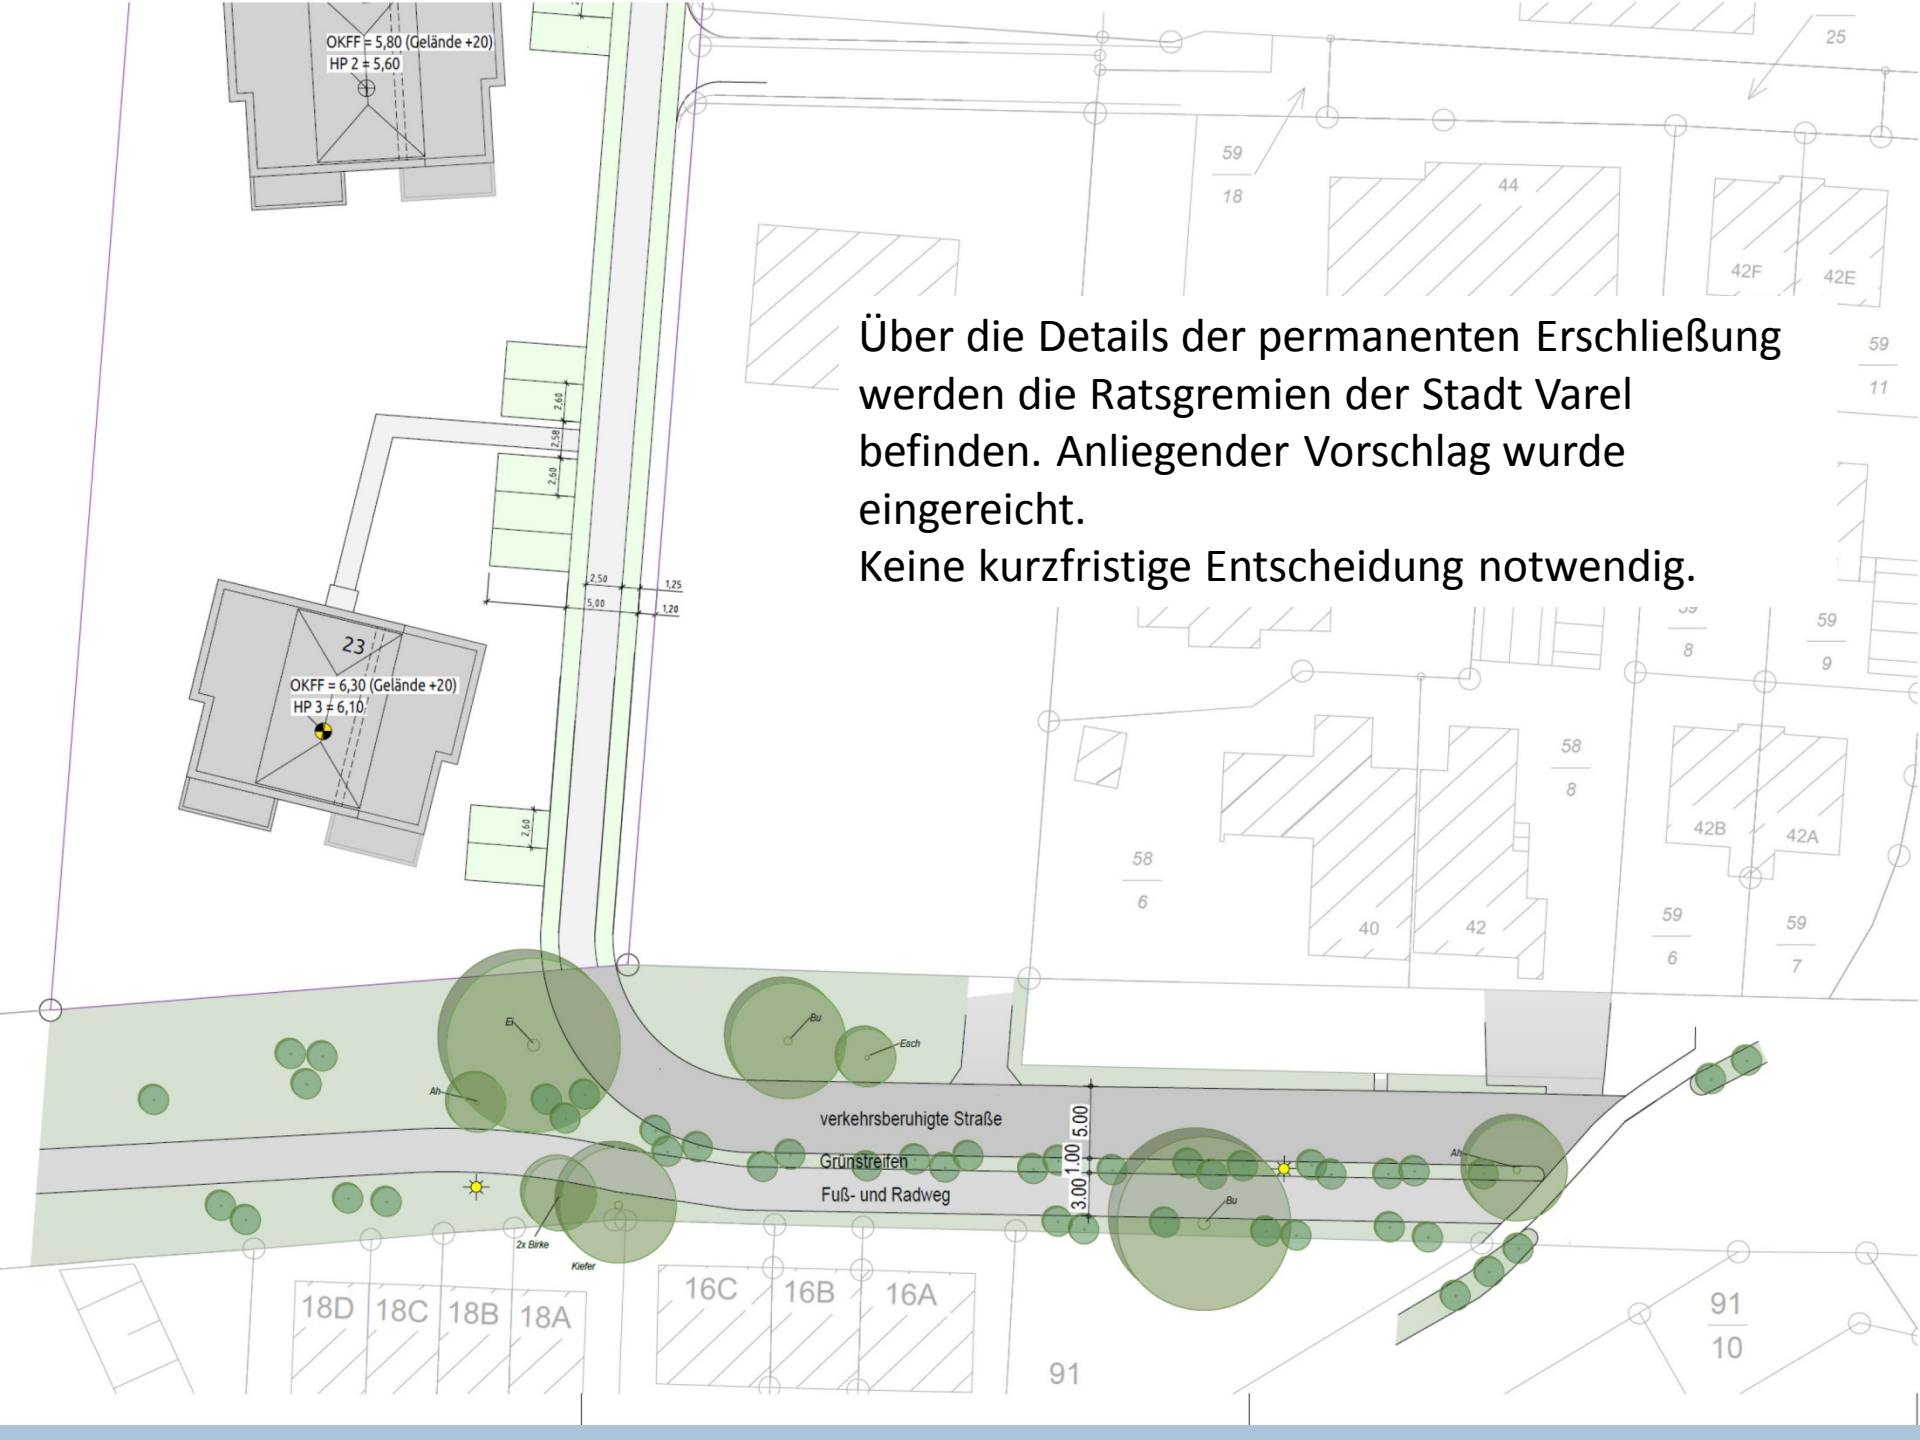 OKFF = 5,80 (Gelände +20)
HP 2 = 5,60
25
59
18
44
42F
42E
Über die Details der permanenten Erschließung
werden die Ratsgremien der Stadt Varel
befinden. Anliegender Vorschlag wurde
eingereicht.
Keine kurzfristige Entscheidung notwendig.
59
11
2,60
2,58
2,60
2,50
1,25
5,00
1,20
23
OKFF = 6,30 (Gelände +20)
HP 3 = 6,10
59
8
59
9
58
8
2,60
42B
42A
58
6
40
42
59
6
59
7
Ei
Bu
Esch
Ah
verkehrsberuhigte Straße
5.00
Grünstreifen
1.00
Fuß- und Radweg
3.00
Ah
Bu
2x Birke
Kiefer
18D
18C
18B
18A
16C
16B
16A
91
91
10